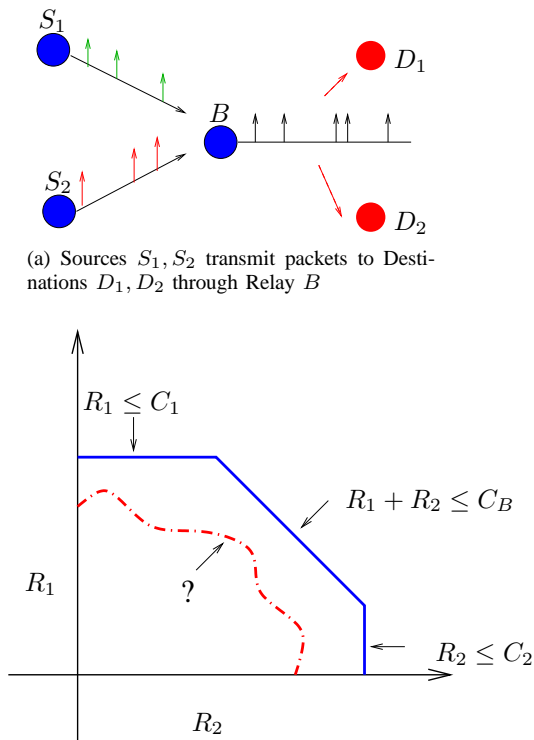 S₁
D₁
B
S₂
D₂
(a) Sources S₁, S₂ transmit packets to Desti-
nations D₁, D₂ through Relay B
R₁ ≤ C₁
R₁ + R₂ ≤ C_B
?
R₁
R₂ ≤ C₂
R₂